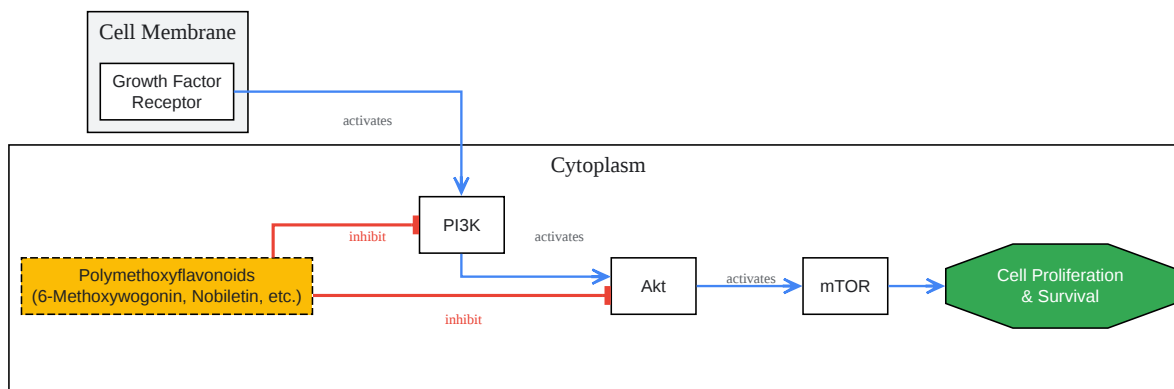 Cell Membrane
Growth Factor
Receptor
activates
Cytoplasm
PI3K
inhibit
activates
Polymethoxyflavonoids
(6-Methoxywogonin, Nobiletin, etc.)
inhibit
Akt
activates
mTOR
Cell Proliferation
& Survival